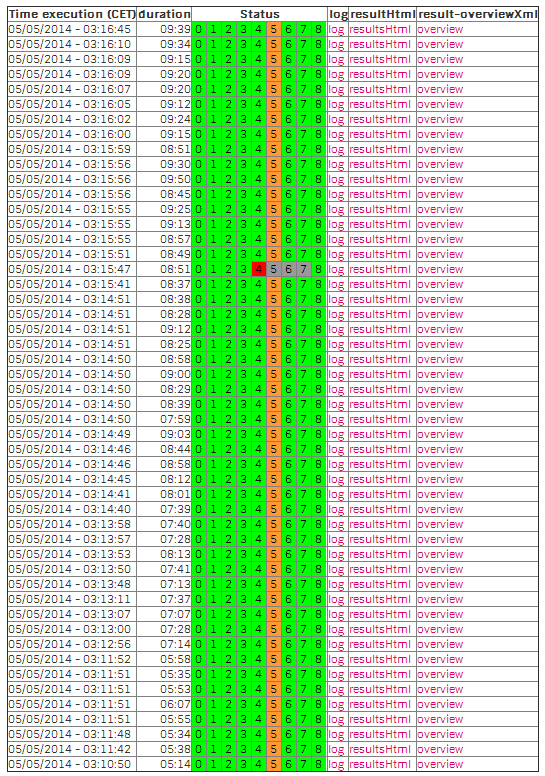 Time execution (CET) duration Status log resultHtml result-overviewXml
05/05/2014 - 03:16:45 09:39 0 1 2 3 4 5 6 7 8 log resultsHtml overview
05/05/2014 - 03:16:10 09:34 0 1 2 3 4 5 6 7 8 log resultsHtml overview
05/05/2014 - 03:16:09 09:15 0 1 2 3 4 5 6 7 8 log resultsHtml overview
05/05/2014 - 03:16:09 09:20 0 1 2 3 4 5 6 7 8 log resultsHtml overview
05/05/2014 - 03:16:07 09:20 0 1 2 3 4 5 6 7 8 log resultsHtml overview
05/05/2014 - 03:16:05 09:12 0 1 2 3 4 5 6 7 8 log resultsHtml overview
05/05/2014 - 03:16:02 09:24 0 1 2 3 4 5 6 7 8 log resultsHtml overview
05/05/2014 - 03:16:00 09:15 0 1 2 3 4 5 6 7 8 log resultsHtml overview
05/05/2014 - 03:15:59 08:51 0 1 2 3 4 5 6 7 8 log resultsHtml overview
05/05/2014 - 03:15:56 09:30 0 1 2 3 4 5 6 7 8 log resultsHtml overview
05/05/2014 - 03:15:56 09:50 0 1 2 3 4 5 6 7 8 log resultsHtml overview
05/05/2014 - 03:15:56 08:45 0 1 2 3 4 5 6 7 8 log resultsHtml overview
05/05/2014 - 03:15:55 09:25 0 1 2 3 4 5 6 7 8 log resultsHtml overview
05/05/2014 - 03:15:55 09:13 0 1 2 3 4 5 6 7 8 log resultsHtml overview
05/05/2014 - 03:15:55 08:57 0 1 2 3 4 5 6 7 8 log resultsHtml overview
05/05/2014 - 03:15:51 08:49 0 1 2 3 4 5 6 7 8 log resultsHtml overview
05/05/2014 - 03:15:47 08:51 0 1 2 3 4 5 6 7 8 log resultsHtml overview
05/05/2014 - 03:15:41 08:37 0 1 2 3 4 5 6 7 8 log resultsHtml overview
05/05/2014 - 03:14:51 08:38 0 1 2 3 4 5 6 7 8 log resultsHtml overview
05/05/2014 - 03:14:51 08:28 0 1 2 3 4 5 6 7 8 log resultsHtml overview
05/05/2014 - 03:14:51 09:12 0 1 2 3 4 5 6 7 8 log resultsHtml overview
05/05/2014 - 03:14:51 08:25 0 1 2 3 4 5 6 7 8 log resultsHtml overview
05/05/2014 - 03:14:50 08:58 0 1 2 3 4 5 6 7 8 log resultsHtml overview
05/05/2014 - 03:14:50 09:00 0 1 2 3 4 5 6 7 8 log resultsHtml overview
05/05/2014 - 03:14:50 08:29 0 1 2 3 4 5 6 7 8 log resultsHtml overview
05/05/2014 - 03:14:50 08:39 0 1 2 3 4 5 6 7 8 log resultsHtml overview
05/05/2014 - 03:14:50 07:59 0 1 2 3 4 5 6 7 8 log resultsHtml overview
05/05/2014 - 03:14:49 09:03 0 1 2 3 4 5 6 7 8 log resultsHtml overview
05/05/2014 - 03:14:46 08:44 0 1 2 3 4 5 6 7 8 log resultsHtml overview
05/05/2014 - 03:14:46 08:58 0 1 2 3 4 5 6 7 8 log resultsHtml overview
05/05/2014 - 03:14:45 08:12 0 1 2 3 4 5 6 7 8 log resultsHtml overview
05/05/2014 - 03:14:41 08:01 0 1 2 3 4 5 6 7 8 log resultsHtml overview
05/05/2014 - 03:14:40 07:39 0 1 2 3 4 5 6 7 8 log resultsHtml overview
05/05/2014 - 03:13:58 07:40 0 1 2 3 4 5 6 7 8 log resultsHtml overview
05/05/2014 - 03:13:57 07:28 0 1 2 3 4 5 6 7 8 log resultsHtml overview
05/05/2014 - 03:13:53 08:13 0 1 2 3 4 5 6 7 8 log resultsHtml overview
05/05/2014 - 03:13:50 07:41 0 1 2 3 4 5 6 7 8 log resultsHtml overview
05/05/2014 - 03:13:48 07:13 0 1 2 3 4 5 6 7 8 log resultsHtml overview
05/05/2014 - 03:13:11 07:37 0 1 2 3 4 5 6 7 8 log resultsHtml overview
05/05/2014 - 03:13:07 07:07 0 1 2 3 4 5 6 7 8 log resultsHtml overview
05/05/2014 - 03:13:00 07:28 0 1 2 3 4 5 6 7 8 log resultsHtml overview
05/05/2014 - 03:12:56 07:14 0 1 2 3 4 5 6 7 8 log resultsHtml overview
05/05/2014 - 03:11:52 05:58 0 1 2 3 4 5 6 7 8 log resultsHtml overview
05/05/2014 - 03:11:51 05:35 0 1 2 3 4 5 6 7 8 log resultsHtml overview
05/05/2014 - 03:11:51 05:53 0 1 2 3 4 5 6 7 8 log resultsHtml overview
05/05/2014 - 03:11:51 06:07 0 1 2 3 4 5 6 7 8 log resultsHtml overview
05/05/2014 - 03:11:51 05:55 0 1 2 3 4 5 6 7 8 log resultsHtml overview
05/05/2014 - 03:11:48 05:34 0 1 2 3 4 5 6 7 8 log resultsHtml overview
05/05/2014 - 03:11:42 05:38 0 1 2 3 4 5 6 7 8 log resultsHtml overview
05/05/2014 - 03:10:50 05:14 0 1 2 3 4 5 6 7 8 log resultsHtml overview